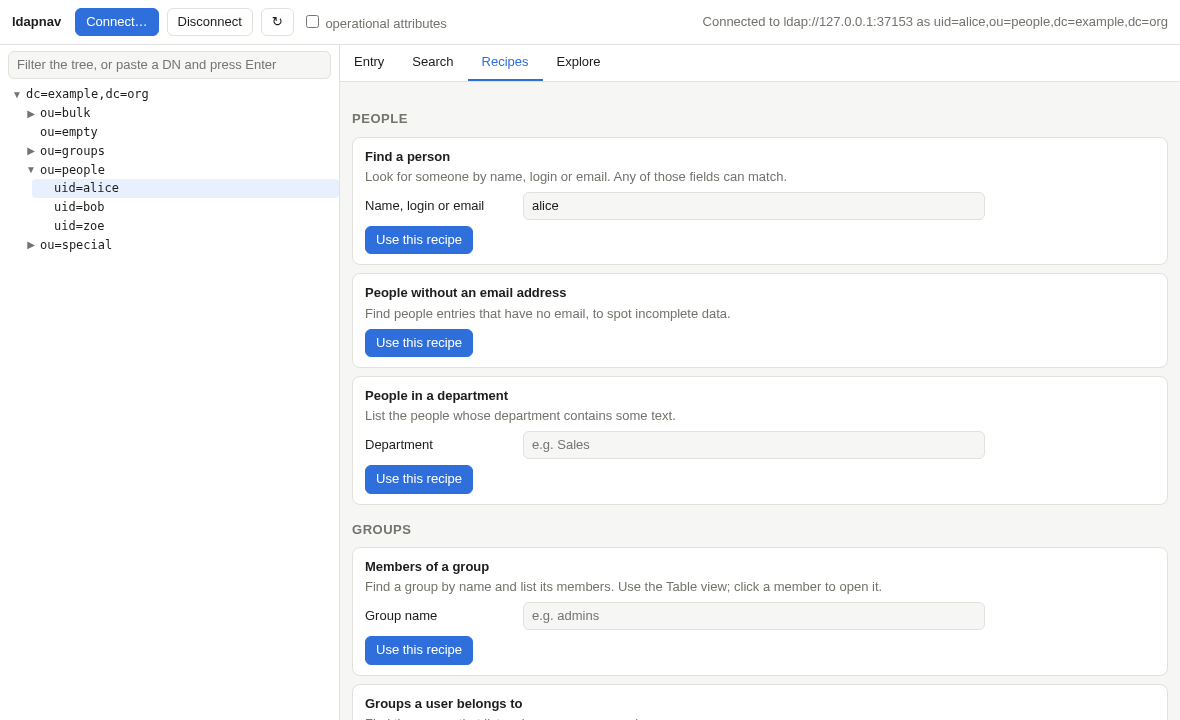 ldapnav Connect… Disconnect ↻ operational attributes Connected to ldap://127.0.0.1:37153 as uid=alice,ou=people,dc=example,dc=org
Filter the tree, or paste a DN and press Enter
▼ dc=example,dc=org
▶ ou=bulk
ou=empty
▶ ou=groups
▼ ou=people
uid=alice
uid=bob
uid=zoe
▶ ou=special
Entry Search Recipes Explore
PEOPLE
Find a person
Look for someone by name, login or email. Any of those fields can match.
Name, login or email alice
Use this recipe
People without an email address
Find people entries that have no email, to spot incomplete data.
Use this recipe
People in a department
List the people whose department contains some text.
Department e.g. Sales
Use this recipe
GROUPS
Members of a group
Find a group by name and list its members. Use the Table view; click a member to open it.
Group name e.g. admins
Use this recipe
Groups a user belongs to